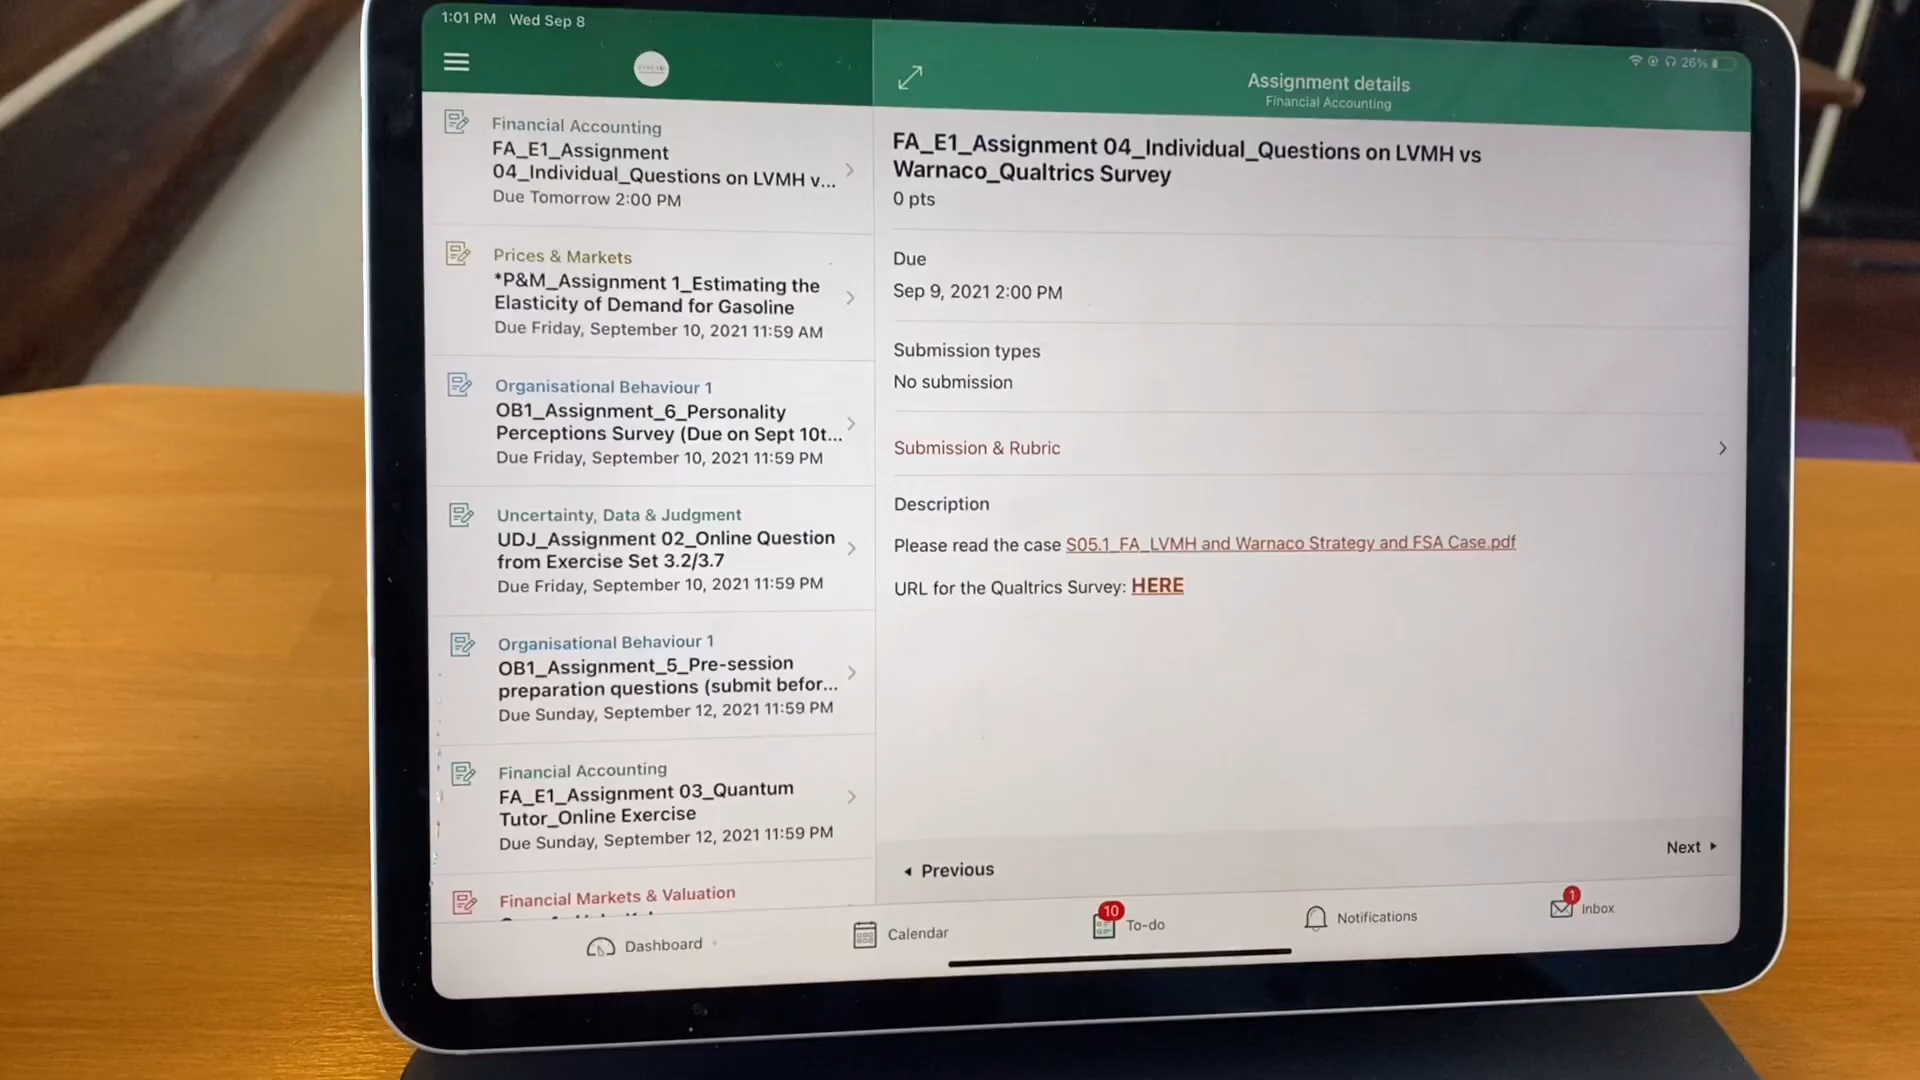 1:01 PM Wed Sep 8
26%
Assignment details
Financial Accounting
Financial Accounting
FA_E1_Assignment
04_Individual_Questions on LVMH v...
Due Tomorrow 2:00 PM
Prices & Markets
*P&M_Assignment 1_Estimating the
Elasticity of Demand for Gasoline
Due Friday, September 10, 2021 11:59 AM
Organisational Behaviour 1
OB1_Assignment_6_Personality
Perceptions Survey (Due on Sept 10t...
Due Friday, September 10, 2021 11:59 PM
Uncertainty, Data & Judgment
UDJ_Assignment 02_Online Question
from Exercise Set 3.2/3.7
Due Friday, September 10, 2021 11:59 PM
Organisational Behaviour 1
OB1_Assignment_5_Pre-session
preparation questions (submit befor...
Due Sunday, September 12, 2021 11:59 PM
Financial Accounting
FA_E1_Assignment 03_Quantum
Tutor_Online Exercise
Due Sunday, September 12, 2021 11:59 PM
Financial Markets & Valuation
FA_E1_Assignment 04_Individual_Questions on LVMH vs
Warnaco_Qualtrics Survey
0 pts
Due
Sep 9, 2021 2:00 PM
Submission types
No submission
Submission & Rubric
Description
Please read the case S05.1_FA_LVMH and Warnaco Strategy and FSA Case.pdf
URL for the Qualtrics Survey: HERE
Previous
Next
Dashboard
Calendar
10
To-do
Notifications
1
Inbox